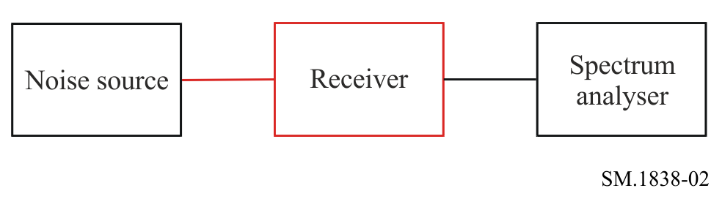 Noise source
Receiver
Spectrum
analyser
SM.1838-02